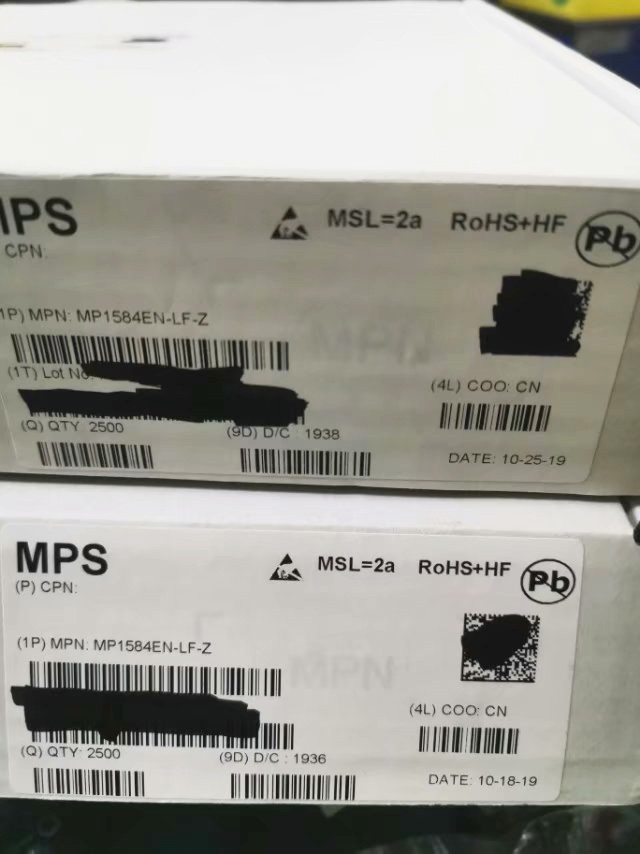 MPS
MSL=2a RoHS+HF Pb
CPN:
1P) MPN: MP1584EN-LF-Z
MPN
(1T) Lot No
(4L) COO: CN
(Q) QTY 2500 (9D) D/C : 1938
DATE: 10-25-19
MPS
MSL=2a RoHS+HF Pb
(P) CPN:
(1P) MPN: MP1584EN-LF-Z
MPN
(4L) COO: CN
(Q) QTY: 2500 (9D) D/C : 1936
DATE: 10-18-19